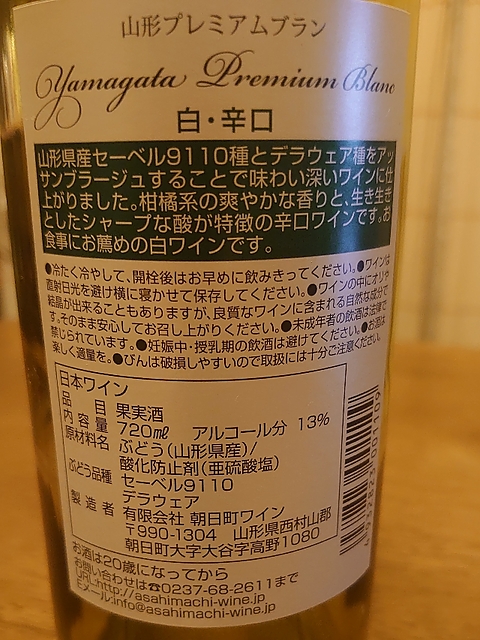 山形プレミアムブラン
Yamagata Premium Blanc
白・辛口
山形県産セーベル9110種とデラウェア種をアッ
サンブラージュすることで味わい深いワインに仕
上がりました。柑橘系の爽やかな香りと、生き生き
としたシャープな酸が特徴の辛口ワインです。お
食事にお薦めの白ワインです。
●冷たく冷やして、開栓後はお早めに飲みきってください。●ワインは
直射日光を避け横に寝かせて保存してください。●ワインの中にオリや
結晶が出来ることもありますが、良質なワインに含まれる自然な成分で
す。そのまま安心してお召し上がりください。●未成年者の飲酒は法律で
禁じられています。●妊娠中・授乳期の飲酒は避けてください。●お酒は
楽しく適量を。●びんは破損しやすいので取扱には十分ご注意ください。
日本ワイン
品目 果実酒
内容量 720㎖ アルコール分 13%
原材料名 ぶどう(山形県産)/
酸化防止剤(亜硫酸塩)
ぶどう品種 セーベル9110
デラウェア
製造者 有限会社 朝日町ワイン
〒990-1304 山形県西村山郡
朝日町大字大谷字高野1080
お酒は20歳になってから
お問い合わせは☎0237-68-2611まで
URL:http://asahimachi-wine.jp
Eメール:info@asahimachi-wine.jp